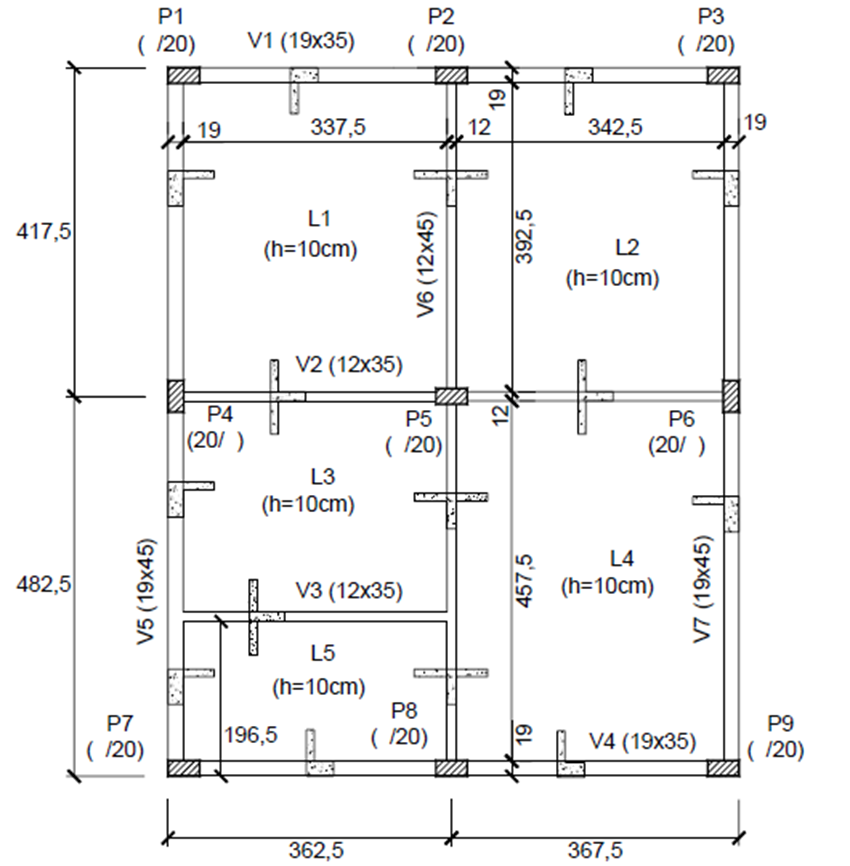 P1
(  /20)
V1 (19x35)
P2
(  /20)
P3
(  /20)
19
337,5
12
19
342,5
19
417,5
L1
(h=10cm)
V6 (12x45)
392,5
L2
(h=10cm)
V2 (12x35)
P4
(20/  )
P5
(  /20)
12
P6
(20/  )
L3
(h=10cm)
482,5
V5 (19x45)
V3 (12x35)
457,5
L4
(h=10cm)
V7 (19x45)
L5
(h=10cm)
P7
(  /20)
196,5
P8
(  /20)
19
V4 (19x35)
P9
(  /20)
362,5
367,5